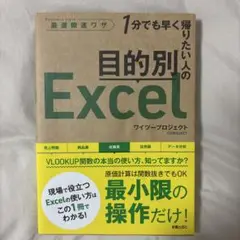 最速時短ワザ
1分でも早く帰りたい人の
目的別
Excel
ワイツープロジェクト
VLOOKUP関数の本当の使い方、知ってますか?
現場で役立つ
Excelの使い方は
この1冊で
わかる!
原価計算は関数抜きでもOK
最小限の
操作だけ!